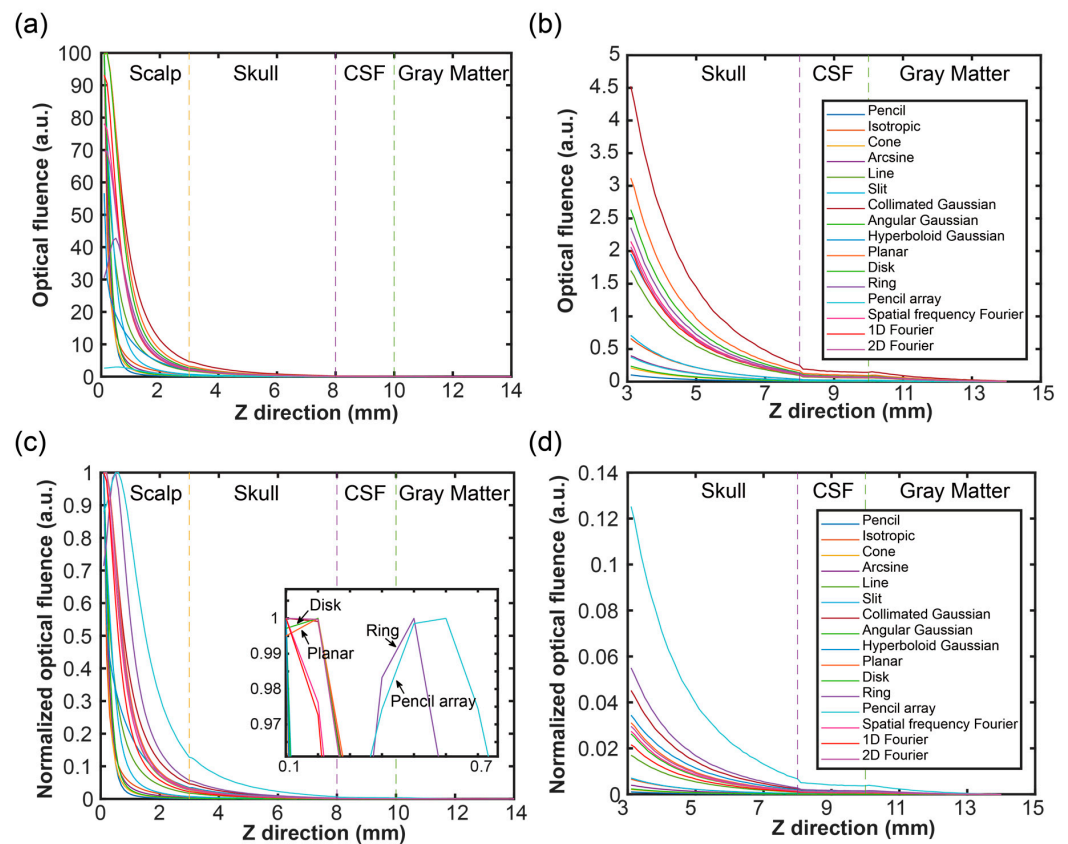 (a)
Optical fluence (a.u.)
100
90
80
70
60
50
40
30
20
10
0
Scalp Skull CSF Gray Matter
0 2 4 6 8 10 12 14
Z direction (mm)
(b)
Optical fluence (a.u.)
5
4.5
4
3.5
3
2.5
2
1.5
1
0.5
0
Skull CSF Gray Matter
Pencil
Isotropic
Cone
Arcsine
Line
Slit
Collimated Gaussian
Angular Gaussian
Hyperboloid Gaussian
Planar
Disk
Ring
Pencil array
Spatial frequency Fourier
1D Fourier
2D Fourier
3 5 7 9 11 13 15
Z direction (mm)
(c)
Normalized optical fluence (a.u.)
1
0.9
0.8
0.7
0.6
0.5
0.4
0.3
0.2
0.1
0
Scalp Skull CSF Gray Matter
1
0.99
0.98
0.97
Disk
Planar
Ring
Pencil array
0.1 0.7
0 2 4 6 8 10 12 14
Z direction (mm)
(d)
Normalized optical fluence (a.u.)
0.14
0.12
0.1
0.08
0.06
0.04
0.02
0
Skull CSF Gray Matter
Pencil
Isotropic
Cone
Arcsine
Line
Slit
Collimated Gaussian
Angular Gaussian
Hyperboloid Gaussian
Planar
Disk
Ring
Pencil array
Spatial frequency Fourier
1D Fourier
2D Fourier
3 5 7 9 11 13 15
Z direction (mm)